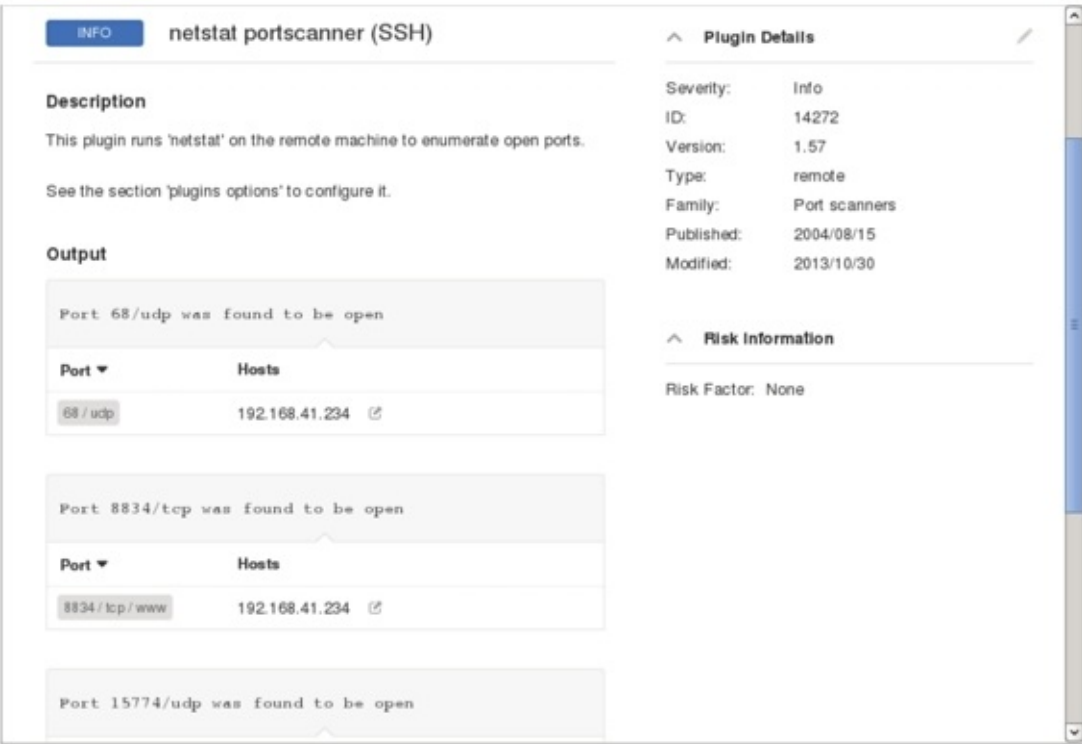 INFO netstat portscanner (SSH)
Description
This plugin runs 'netstat' on the remote machine to enumerate open ports.
See the section 'plugins options' to configure it.
Output
Port 68/udp was found to be open
Port Hosts
68 / udp 192.168.41.234
Port 8834/tcp was found to be open
Port Hosts
8834 / tcp / www 192.168.41.234
Port 15774/udp was found to be open
Plugin Details
Severity: Info
ID: 14272
Version: 1.57
Type: remote
Family: Port scanners
Published: 2004/08/15
Modified: 2013/10/30
Risk Information
Risk Factor: None